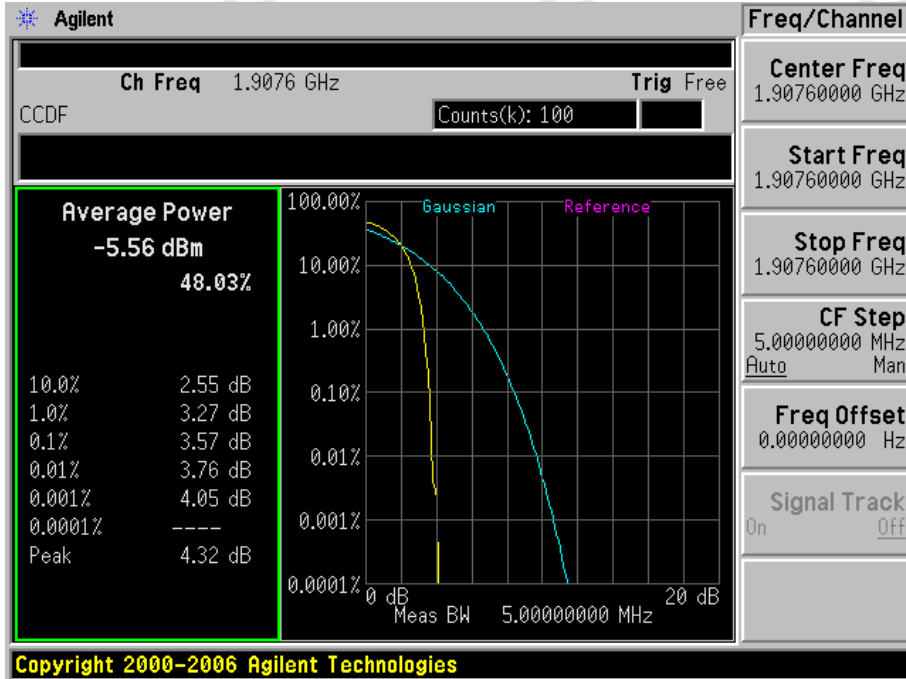 Agilent
Freq/Channel
Ch Freq 1.9076 GHz Trig Free
CCDF Counts(k): 100
Average Power
-5.56 dBm
48.03%
10.0% 2.55 dB
1.0% 3.27 dB
0.1% 3.57 dB
0.01% 3.76 dB
0.001% 4.05 dB
0.0001% ----
Peak 4.32 dB
Gaussian Reference
100.00%
10.00%
1.00%
0.10%
0.01%
0.001%
0.0001%
0 dB 20 dB
Meas BW 5.00000000 MHz
Center Freq
1.90760000 GHz
Start Freq
1.90760000 GHz
Stop Freq
1.90760000 GHz
CF Step
5.00000000 MHz
Auto Man
Freq Offset
0.00000000 Hz
Signal Track
On Off
Copyright 2000-2006 Agilent Technologies